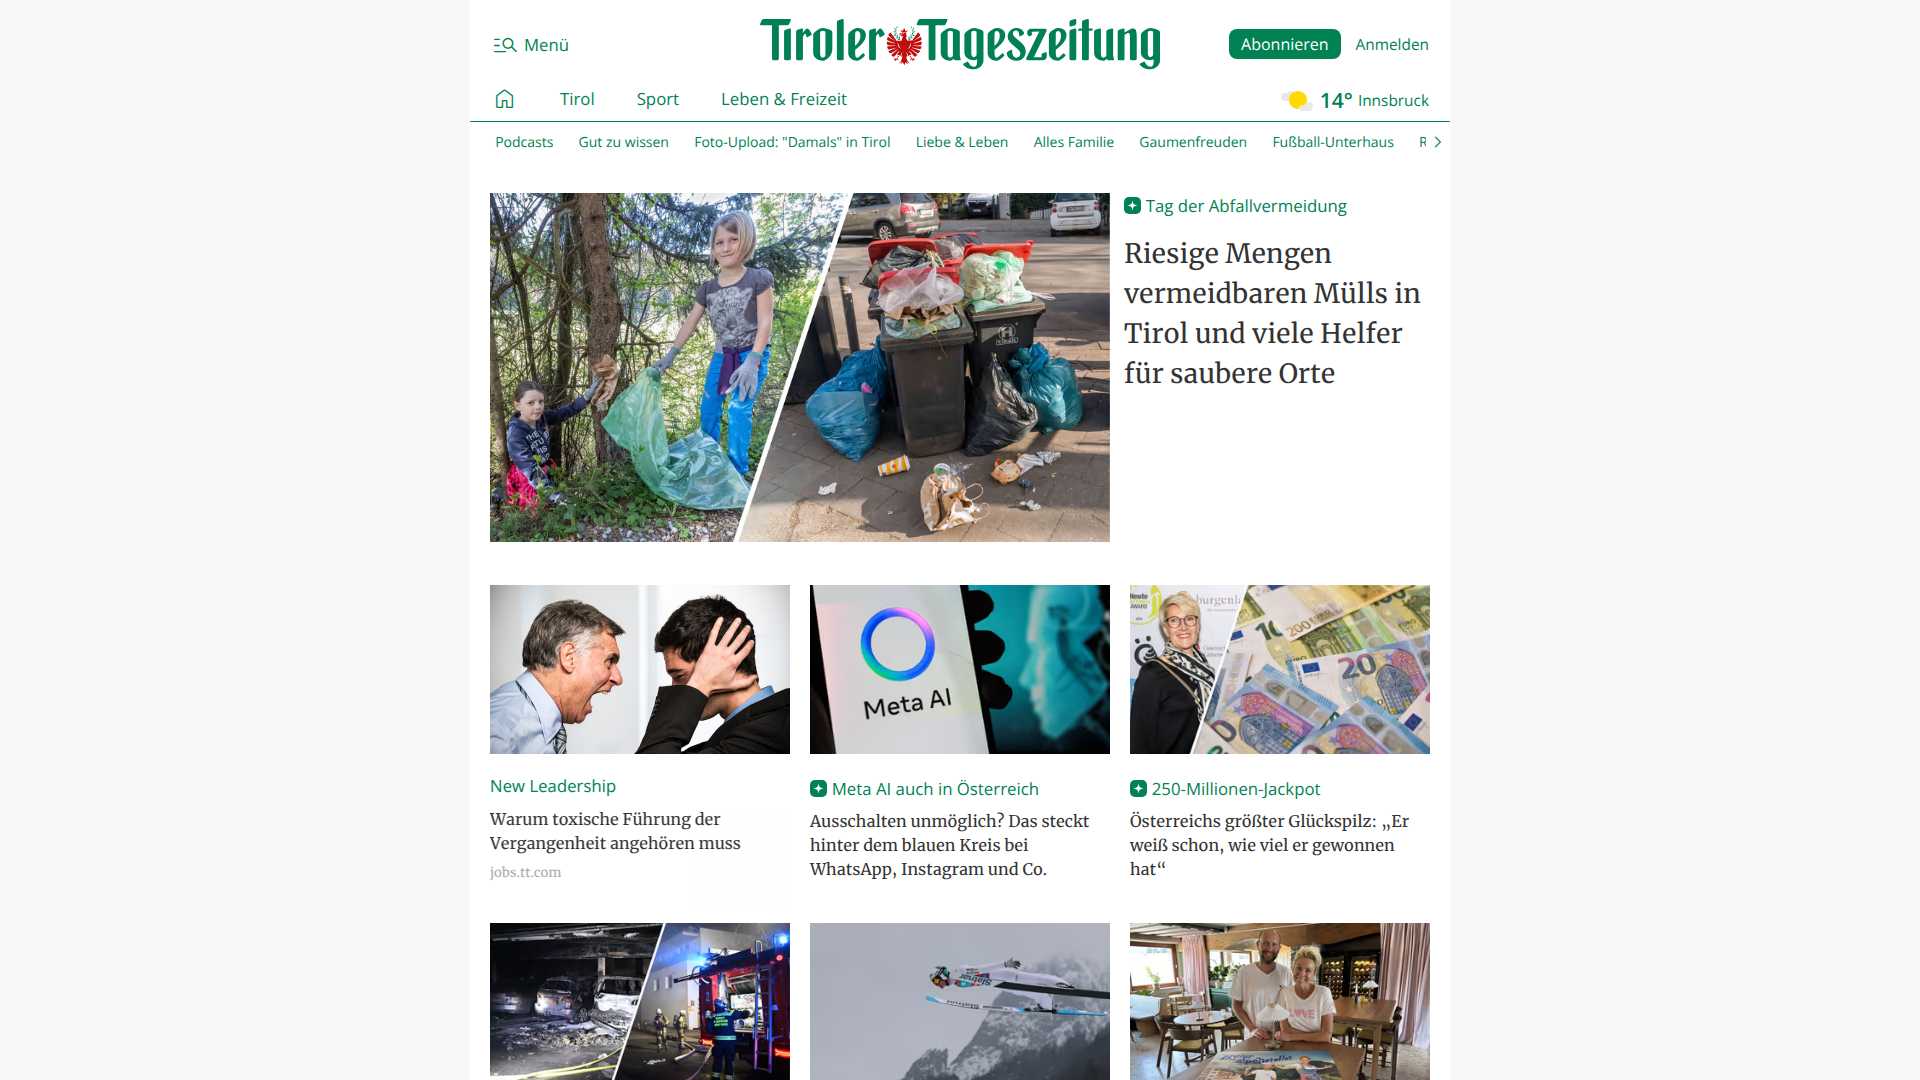 Menü
Tiroler Tageszeitung
Abonnieren
Anmelden
Tirol
Sport
Leben & Freizeit
14° Innsbruck
Podcasts
Gut zu wissen
Foto-Upload: "Damals" in Tirol
Liebe & Leben
Alles Familie
Gaumenfreuden
Fußball-Unterhaus
Tag der Abfallvermeidung
Riesige Mengen
vermeidbaren Mülls in
Tirol und viele Helfer
für saubere Orte
Meta AI
200
20
New Leadership
Warum toxische Führung der
Vergangenheit angehören muss
jobs.tt.com
Meta AI auch in Österreich
Ausschalten unmöglich? Das steckt
hinter dem blauen Kreis bei
WhatsApp, Instagram und Co.
250-Millionen-Jackpot
Österreichs größter Glückspilz: „Er
weiß schon, wie viel er gewonnen
hat“
LOVE